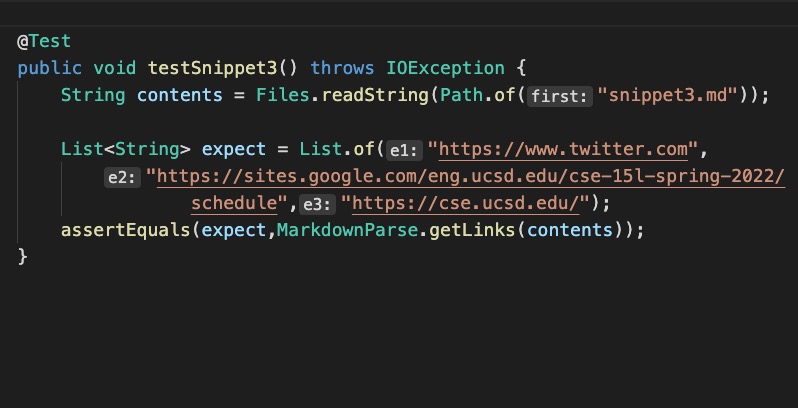 @Test
public void testSnippet3() throws IOException {
    String contents = Files.readString(Path.of(first: "snippet3.md"));

    List<String> expect = List.of(e1: "https://www.twitter.com",
        e2: "https://sites.google.com/eng.ucsd.edu/cse-15l-spring-2022/
                schedule",e3: "https://cse.ucsd.edu/");
    assertEquals(expect,MarkdownParse.getLinks(contents));
}